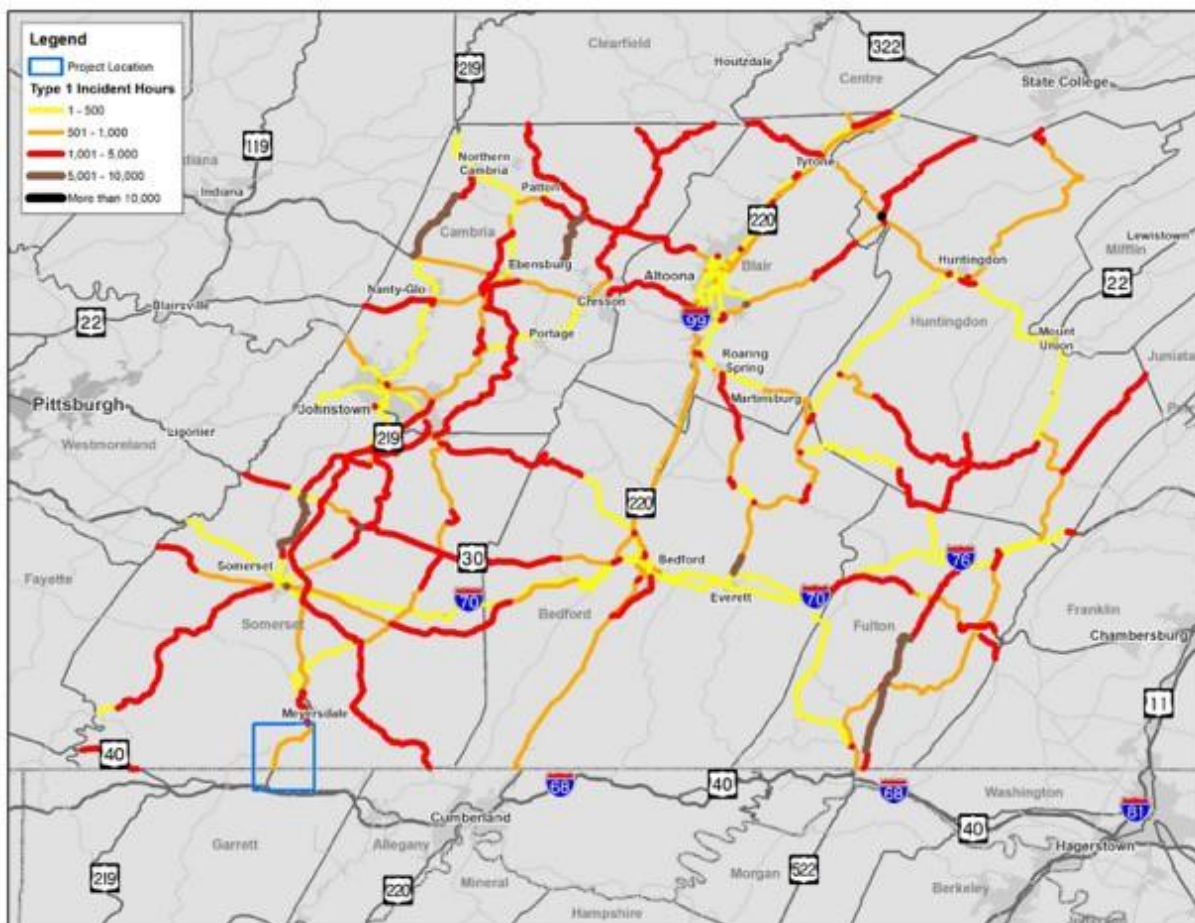 Legend
Project Location
Type 1 Incident Hours
1 - 500
501 - 1,000
1,001 - 5,000
5,001 - 10,000
More than 10,000
Clearfield
Houtzdale
322
Centre
State College
219
119
Indiana
Northern
Cambria
Patton
Tyrone
220
Cambria
Ebensburg
Altoona
Blair
Huntingdon
Lewistown
Mifflin
Nanty-Glo
Blairsville
22
Cresson
99
Portage
Huntingdon
22
Mount
Union
Juniata
Roaring
Spring
Martinsburg
Pittsburgh
Westmoreland
Ligonier
Johnstown
219
220
30
Bedford
76
Somerset
Fayette
70
Everett
70
Bedford
Somerset
Fulton
Franklin
Chambersburg
11
Meyersdale
40
68
40
68
Washington
81
Cumberland
40
Hagerstown
Garrett
Allegany
219
220
Mineral
Morgan
522
Berkeley
Hampshire